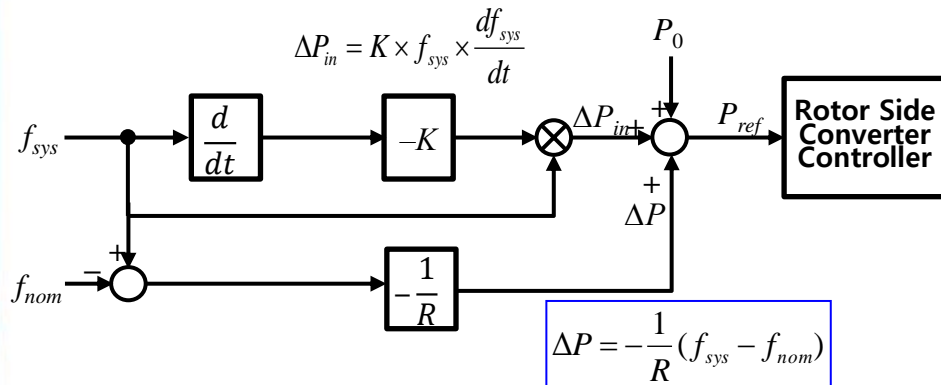 ΔP_in = K × f_sys × df_sys/dt
P_0
f_sys
d/dt
–K
ΔP_in
+
+
P_ref
Rotor Side
Converter
Controller
+
ΔP
+
f_nom
–
–1/R
ΔP = –1/R (f_sys – f_nom)